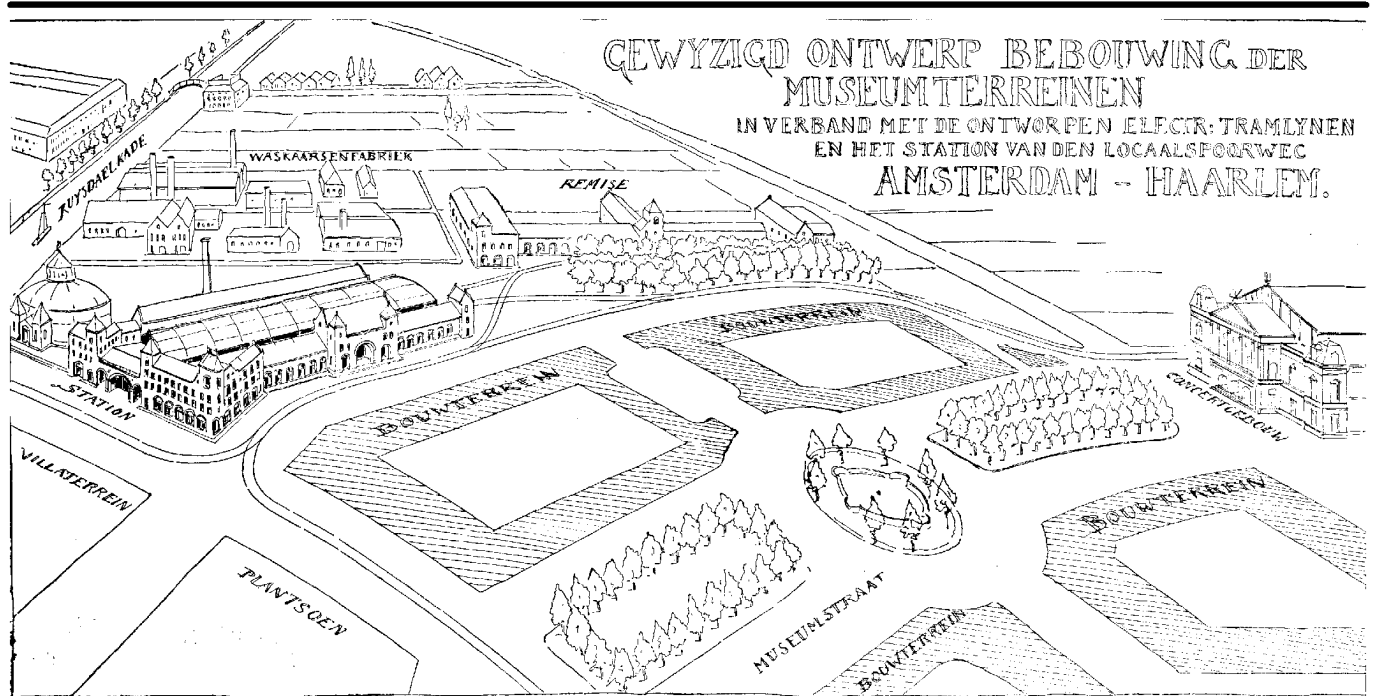 GEWYZIGD ONTWERP BEBOUWING DER
MUSEUMTERREINEN
IN VERBAND MET DE ONTWORPEN ELECTR: TRAMLYNEN
EN HET STATION VAN DEN LOCAALSPOORWEG
AMSTERDAM - HAARLEM.
RUYSDAELKADE
WASKAARSENFABRIEK
REMISE
BOUWTERREIN
CONCERTGEBOUW
STATION
BOUWTERREIN
VILLATERREIN
BOUWTERREIN
PLANTSOEN
MUSEUMSTRAAT
BOUWTERREIN